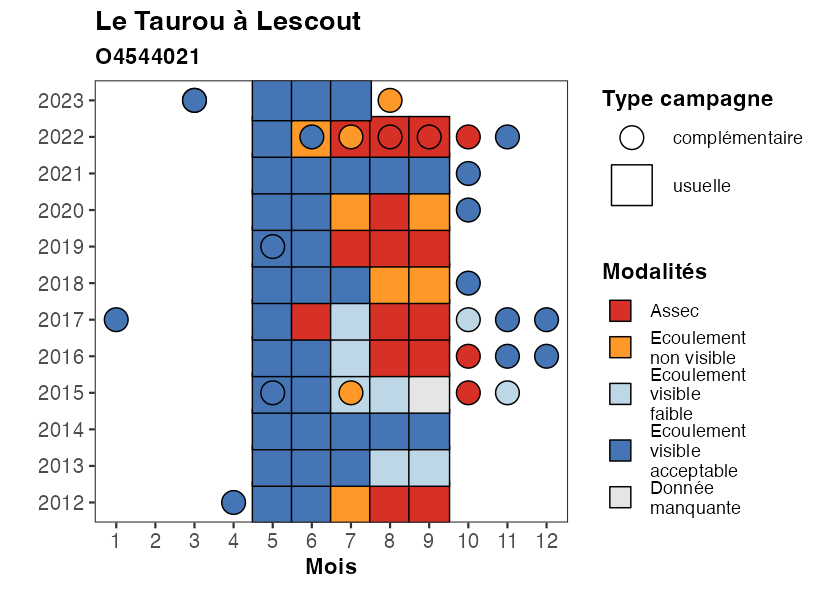 Le Taurou à Lescout
O4544021
2023
2022
2021
2020
2019
2018
2017
2016
2015
2014
2013
2012
1 2 3 4 5 6 7 8 9 10 11 12
Mois
Type campagne
complémentaire
usuelle
Modalités
Assec
Ecoulement
non visible
Ecoulement
visible
faible
Ecoulement
visible
acceptable
Donnée
manquante